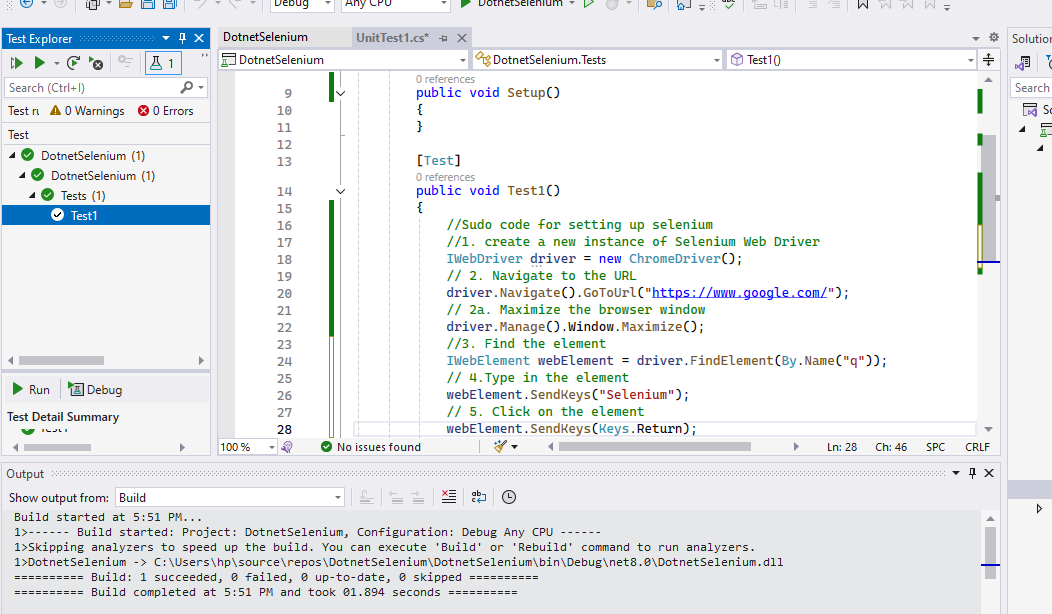 Debug Any CPU DotnetSelenium
Test Explorer
1
Search (Ctrl+I)
0 Warnings 0 Errors
Test
DotnetSelenium (1)
DotnetSelenium (1)
Tests (1)
Test1
Run Debug
Test Detail Summary
Test1
DotnetSelenium UnitTest1.cs*
DotnetSelenium DotnetSelenium.Tests Test1()
0 references
9 public void Setup()
10 {
11 }
12
13 [Test]
0 references
14 public void Test1()
15 {
16 //Sudo code for setting up selenium
17 //1. create a new instance of Selenium Web Driver
18 IWebDriver driver = new ChromeDriver();
19 // 2. Navigate to the URL
20 driver.Navigate().GoToUrl("https://www.google.com/");
21 // 2a. Maximize the browser window
22 driver.Manage().Window.Maximize();
23 //3. Find the element
24 IWebElement webElement = driver.FindElement(By.Name("q"));
25 // 4.Type in the element
26 webElement.SendKeys("Selenium");
27 // 5. Click on the element
28 webElement.SendKeys(Keys.Return);
100 % No issues found Ln: 28 Ch: 46 SPC CRLF
Search
Output
Show output from: Build
Build started at 5:51 PM...
1>------ Build started: Project: DotnetSelenium, Configuration: Debug Any CPU ------
1>Skipping analyzers to speed up the build. You can execute 'Build' or 'Rebuild' command to run analyzers.
1>DotnetSelenium -> C:\Users\hp\source\repos\DotnetSelenium\DotnetSelenium\bin\Debug\net8.0\DotnetSelenium.dll
========== Build: 1 succeeded, 0 failed, 0 up-to-date, 0 skipped ==========
========== Build completed at 5:51 PM and took 01.894 seconds ==========